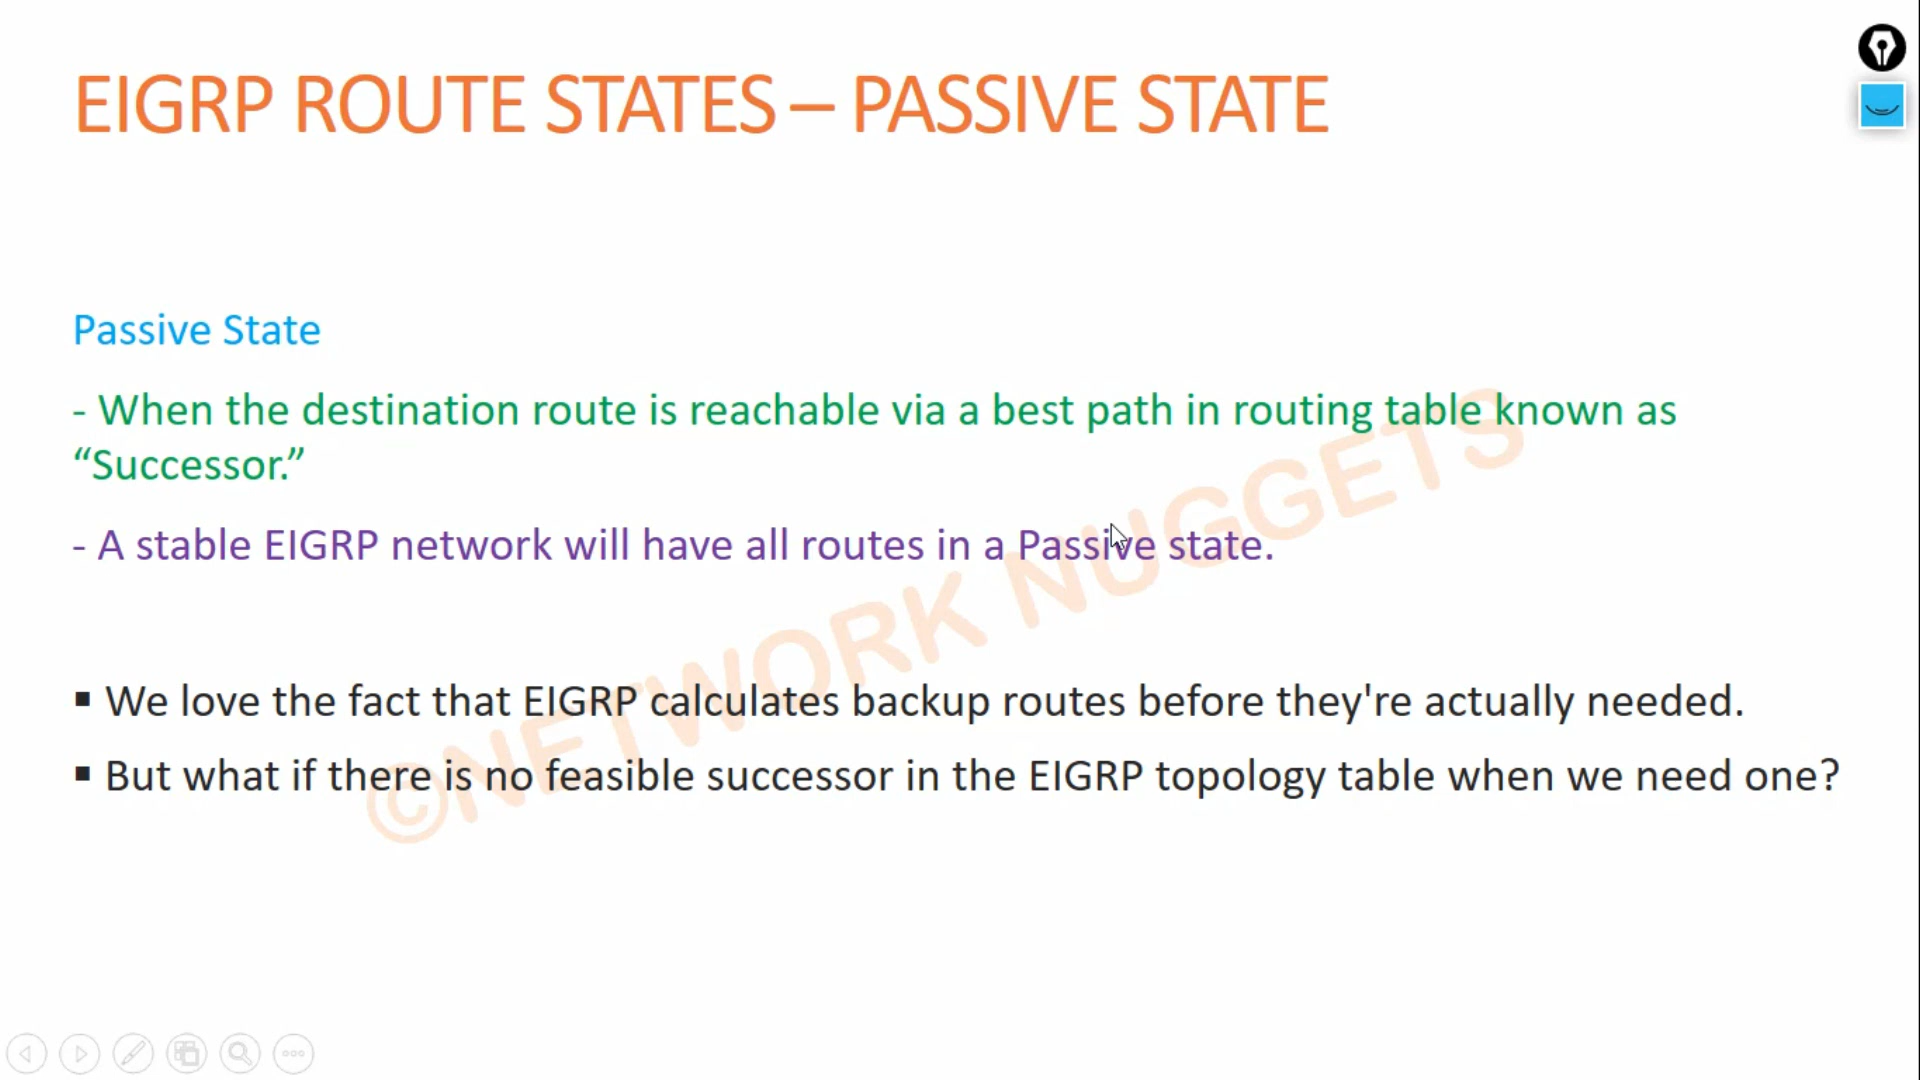 EIGRP ROUTE STATES – PASSIVE STATE
Passive State
- When the destination route is reachable via a best path in routing table known as
“Successor.”
- A stable EIGRP network will have all routes in a Passive state.
▪ We love the fact that EIGRP calculates backup routes before they're actually needed.
▪ But what if there is no feasible successor in the EIGRP topology table when we need one?
©NETWORK NUGGETS